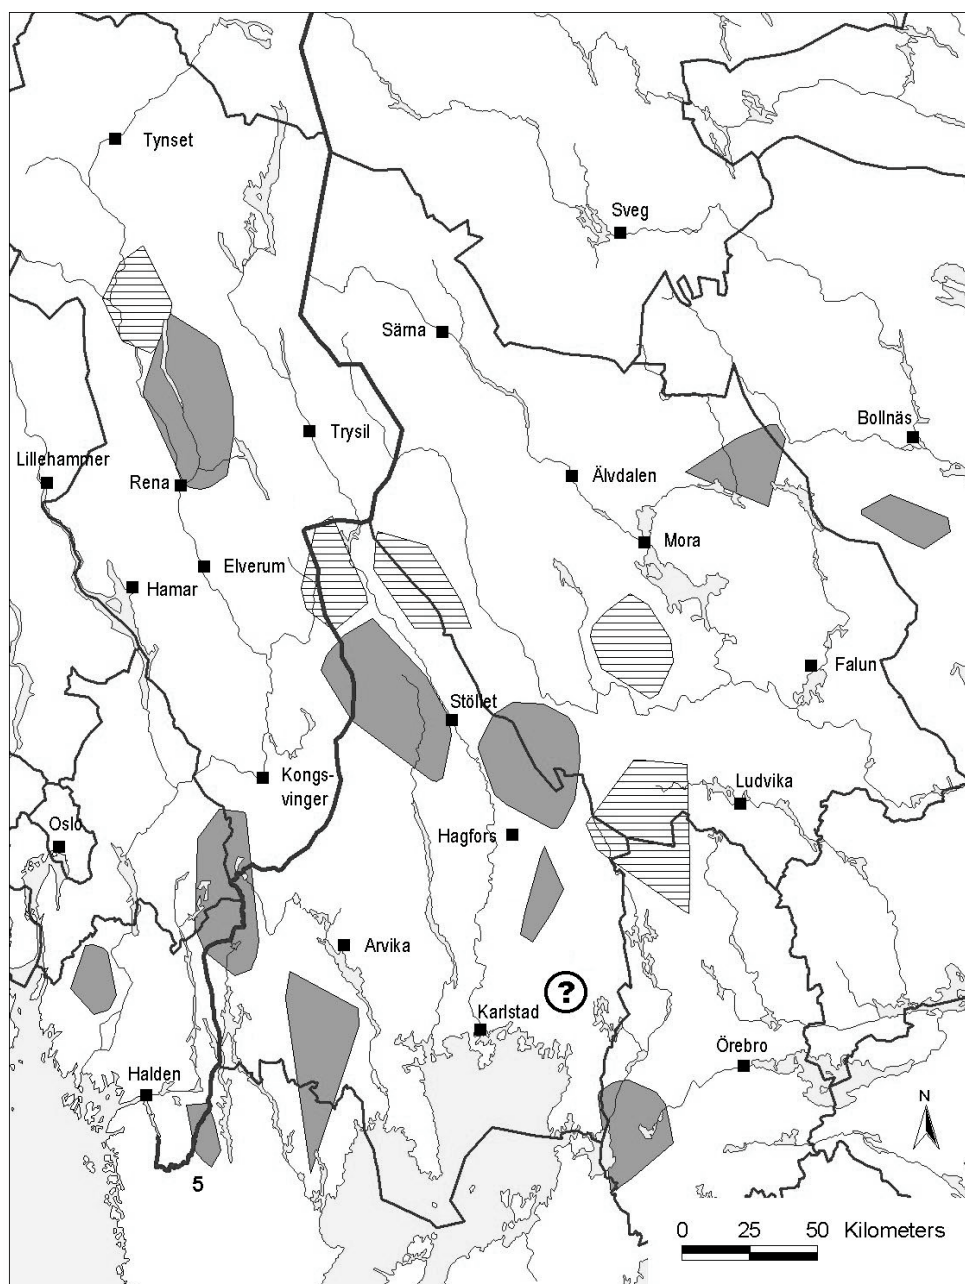 Tynset
Sveg
Särna
Trysil
Bollnäs
Lillehammer
Rena
Älvdalen
Mora
Elverum
Hamar
Falun
Stöllet
Kongs-
vinger
Ludvika
Oslo
Hagfors
Arvika
?
Karlstad
Örebro
Halden
N
5
0 25 50 Kilometers